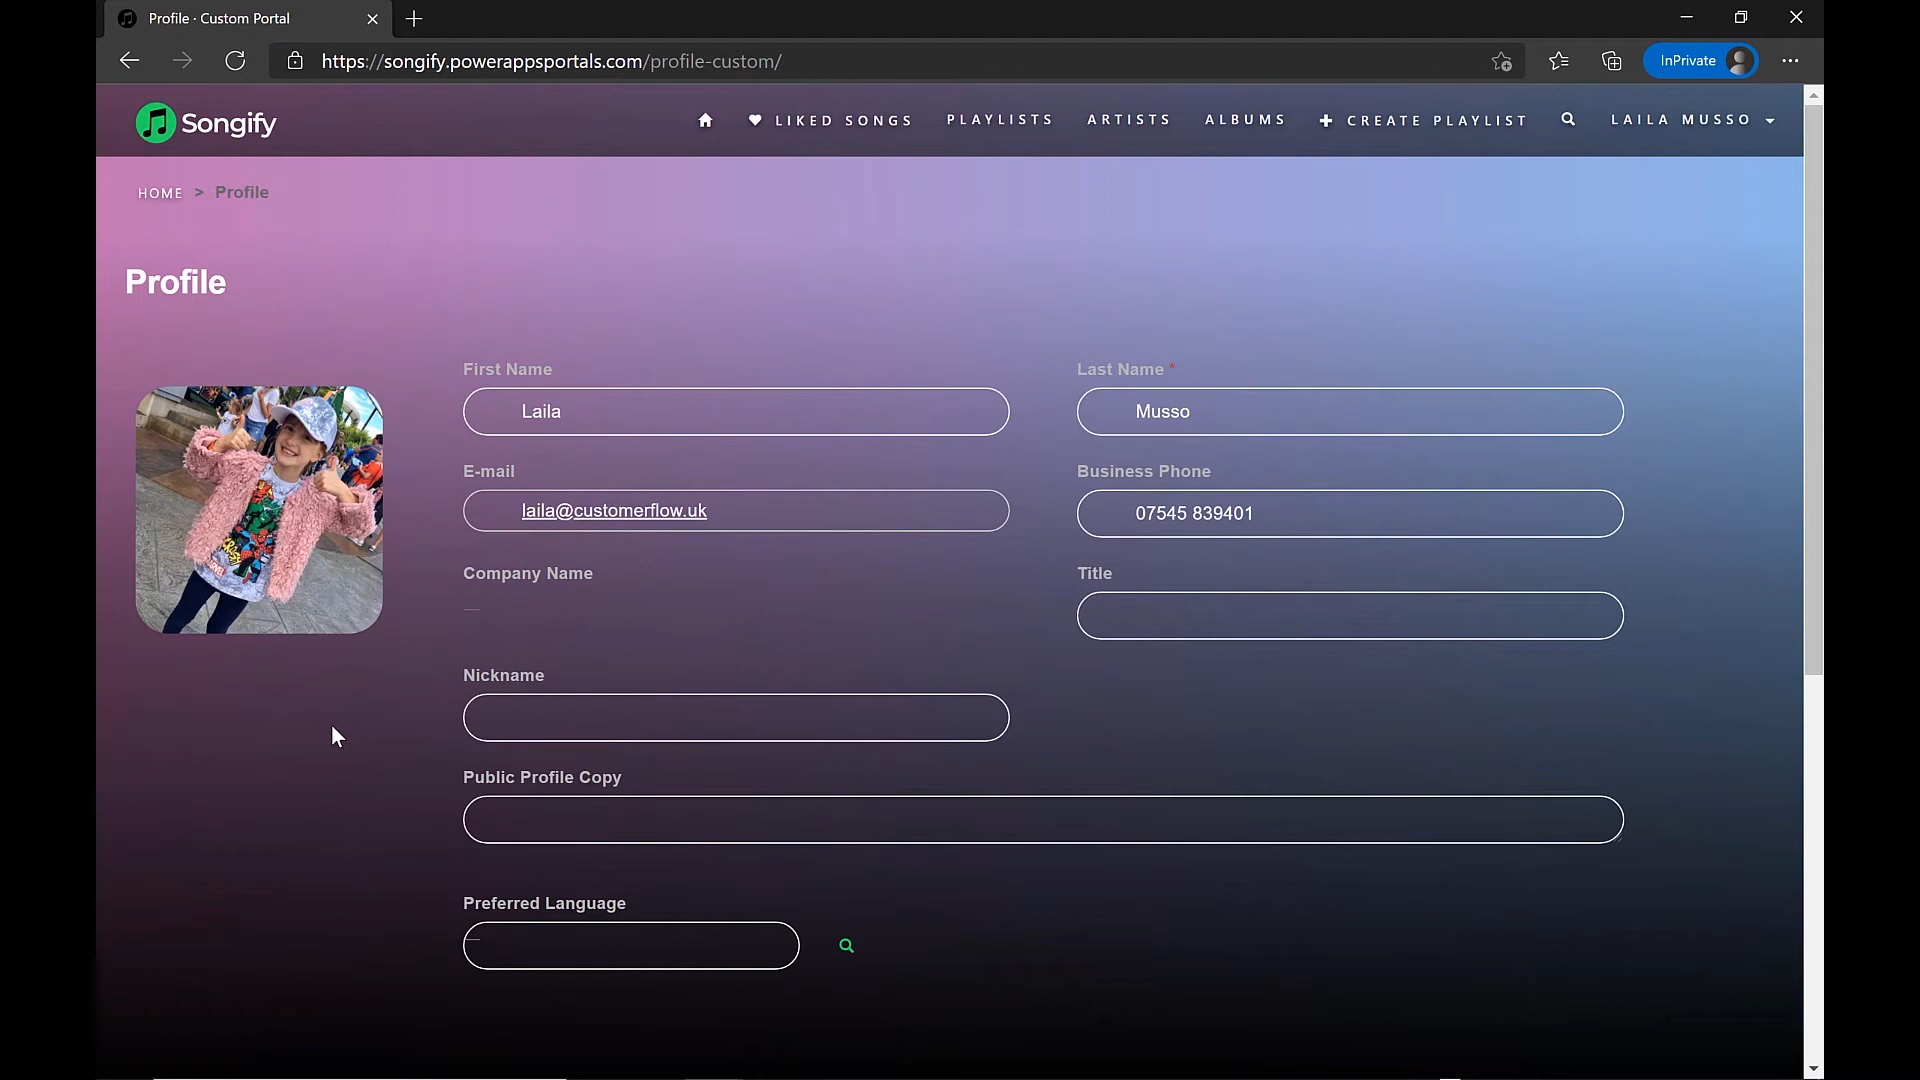 Profile · Custom Portal
https://songify.powerappsportals.com/profile-custom/
InPrivate
Songify
LIKED SONGS
PLAYLISTS
ARTISTS
ALBUMS
CREATE PLAYLIST
LAILA MUSSO
HOME > Profile
Profile
First Name
Last Name *
Laila
Musso
E-mail
Business Phone
laila@customerflow.uk
07545 839401
Company Name
Title
—
Nickname
Public Profile Copy
Preferred Language
—